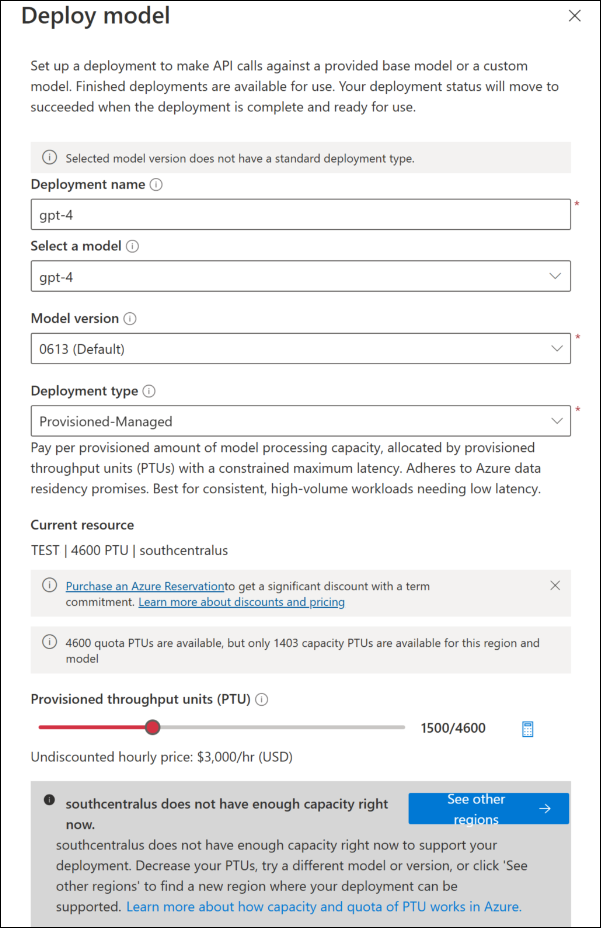 Deploy model
Set up a deployment to make API calls against a provided base model or a custom
model. Finished deployments are available for use. Your deployment status will move to
succeeded when the deployment is complete and ready for use.
Selected model version does not have a standard deployment type.
Deployment name
*
gpt-4
Select a model
gpt-4
Model version
*
0613 (Default)
Deployment type
*
Provisioned-Managed
Pay per provisioned amount of model processing capacity, allocated by provisioned
throughput units (PTUs) with a constrained maximum latency. Adheres to Azure data
residency promises. Best for consistent, high-volume workloads needing low latency.
Current resource
TEST | 4600 PTU | southcentralus
Purchase an Azure Reservationto get a significant discount with a term
commitment. Learn more about discounts and pricing
4600 quota PTUs are available, but only 1403 capacity PTUs are available for this region and
model
Provisioned throughput units (PTU)
1500/4600
Undiscounted hourly price: $3,000/hr (USD)
southcentralus does not have enough capacity right
now.
See other
regions
southcentralus does not have enough capacity right now to support your
deployment. Decrease your PTUs, try a different model or version, or click 'See
other regions' to find a new region where your deployment can be
supported. Learn more about how capacity and quota of PTU works in Azure.